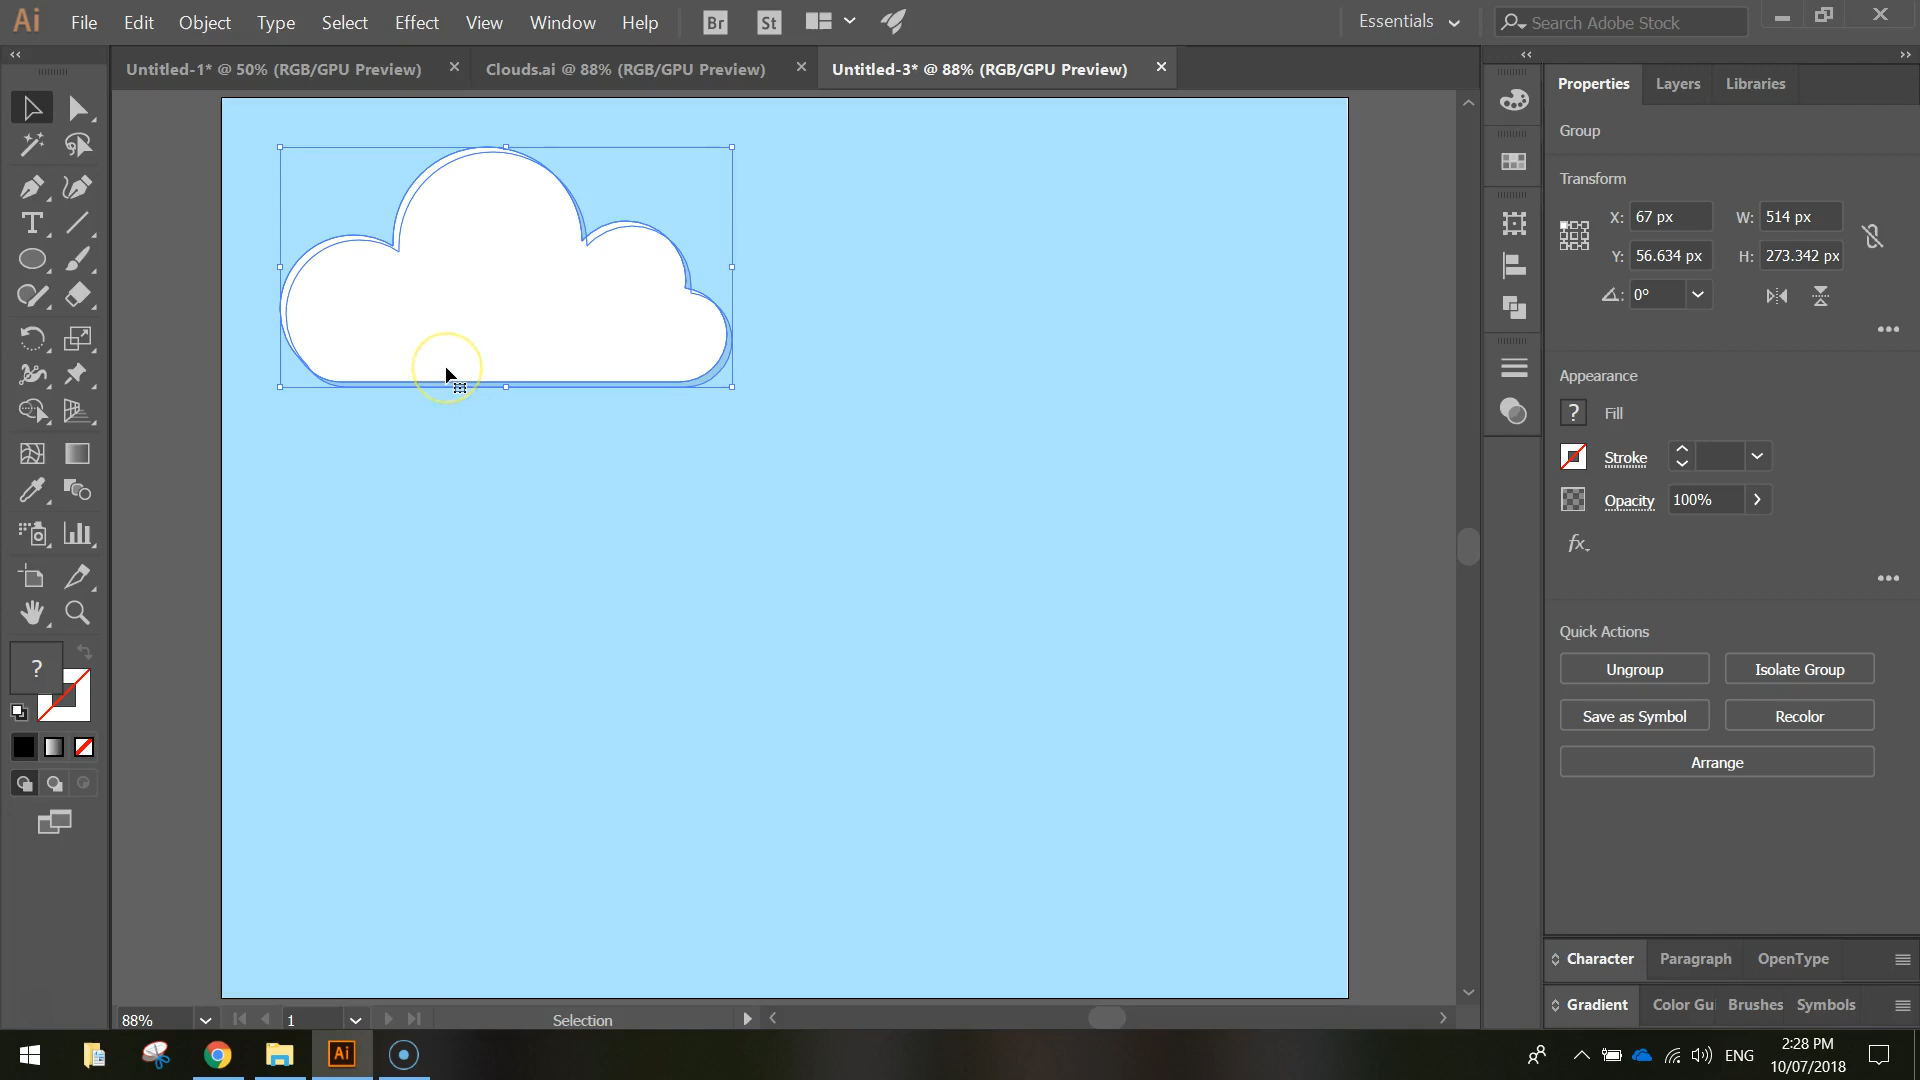 Ai File Edit Object Type Select Effect View Window Help Br St Essentials Search Adobe Stock
Untitled-1* @ 50% (RGB/GPU Preview) Clouds.ai @ 88% (RGB/GPU Preview) Untitled-3* @ 88% (RGB/GPU Preview)
Properties Layers Libraries
Group
Transform
X: 67 px W: 514 px
Y: 56.634 px H: 273.342 px
0°
Appearance
? Fill
Stroke
Opacity 100%
fx
Quick Actions
Ungroup Isolate Group
Save as Symbol Recolor
Arrange
T
?
Character Paragraph OpenType
Gradient Color Gui Brushes Symbols
88% 1 Selection
Ai ENG 2:28 PM
10/07/2018